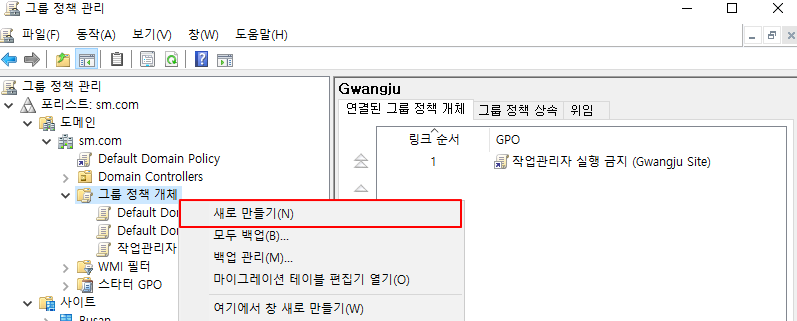 그룹 정책 관리
파일(F) 동작(A) 보기(V) 창(W) 도움말(H)
그룹 정책 관리
포리스트: sm.com
도메인
sm.com
Default Domain Policy
Domain Controllers
그룹 정책 개체
Default Dor
Default Do
작업관리자
WMI 필터
스타터 GPO
사이트
새로 만들기(N)
모두 백업(B)...
백업 관리(M)...
마이그레이션 테이블 편집기 열기(O)
여기에서 창 새로 만들기(W)
Gwangju
연결된 그룹 정책 개체 그룹 정책 상속 위임
링크 순서 GPO
1 작업관리자 실행 금지 (Gwangju Site)